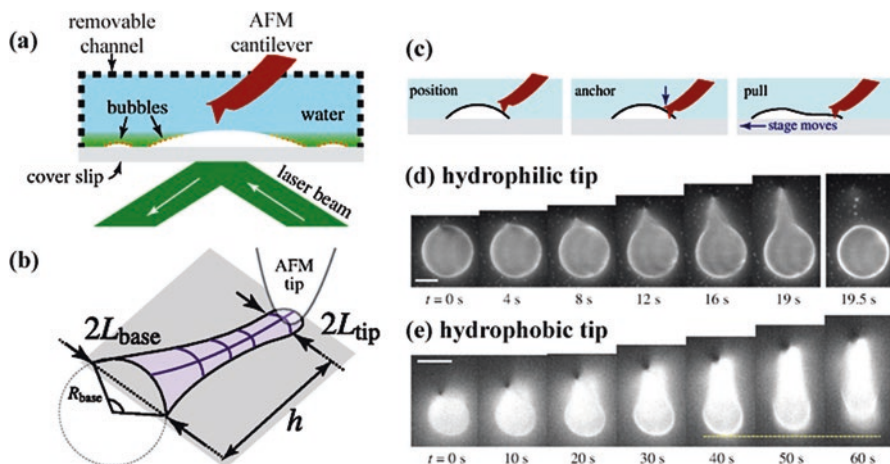 (a)
removable
channel
AFM
cantilever
bubbles
water
cover slip
laser beam
(b)
AFM
tip
2L_base
2L_tip
R_base
h
(c)
position
anchor
pull
stage moves
(d) hydrophilic tip
t = 0 s 4 s 8 s 12 s 16 s 19 s 19.5 s
(e) hydrophobic tip
t = 0 s 10 s 20 s 30 s 40 s 50 s 60 s